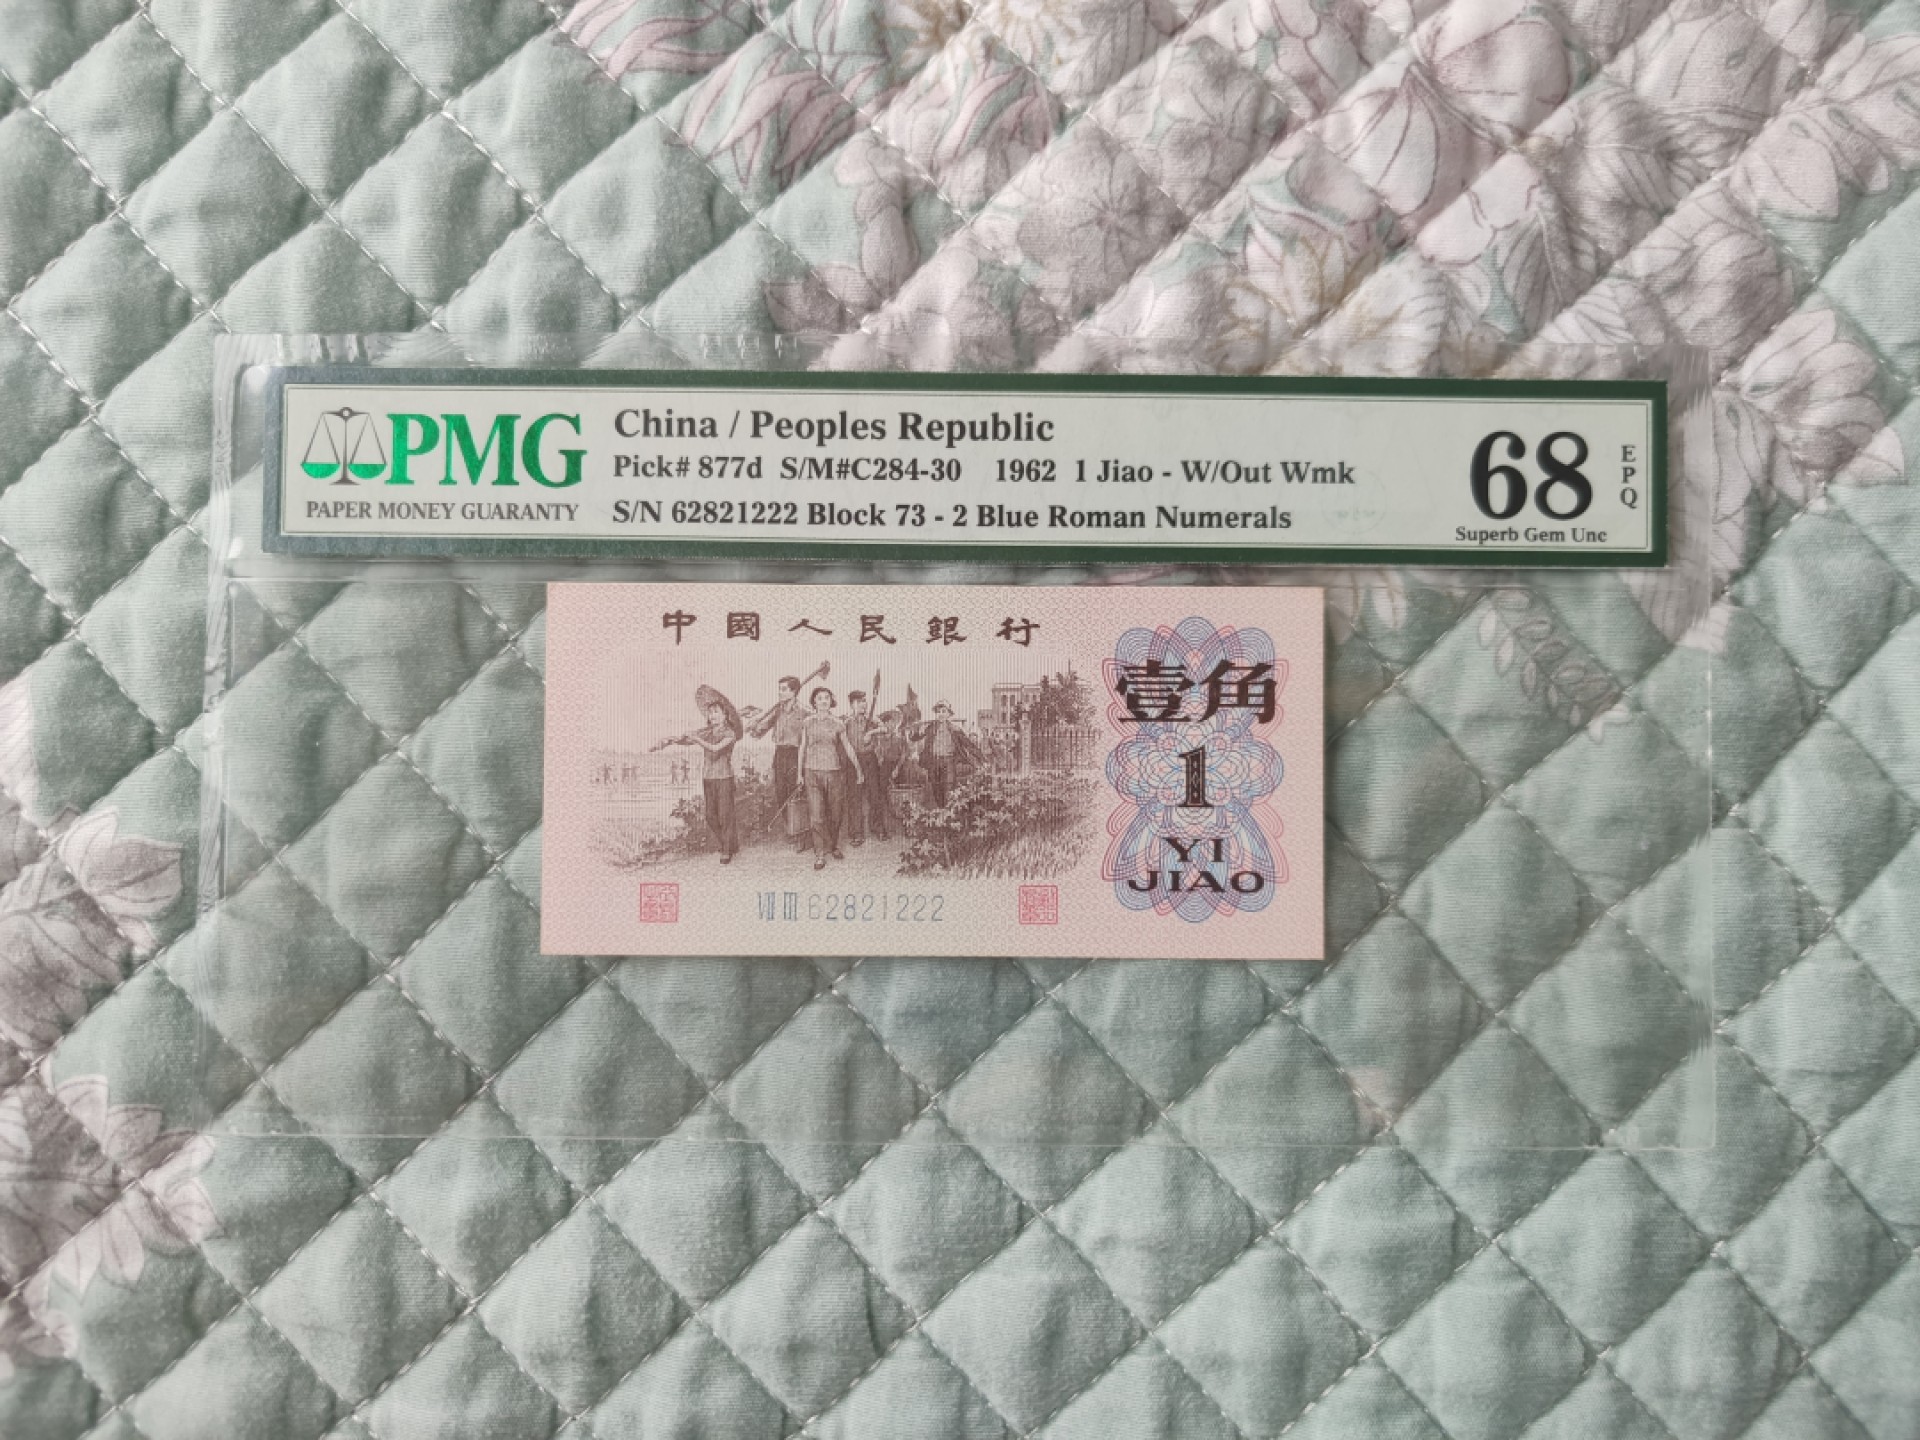 PMG
PAPER MONEY GUARANTY
China / Peoples Republic
Pick# 877d S/M#C284-30 1962 1 Jiao - W/Out Wmk
S/N 62821222 Block 73 - 2 Blue Roman Numerals
68
EPQ
Superb Gem Unc
中國人民銀行
壹角
1
YI
JIAO
VII III 62821222